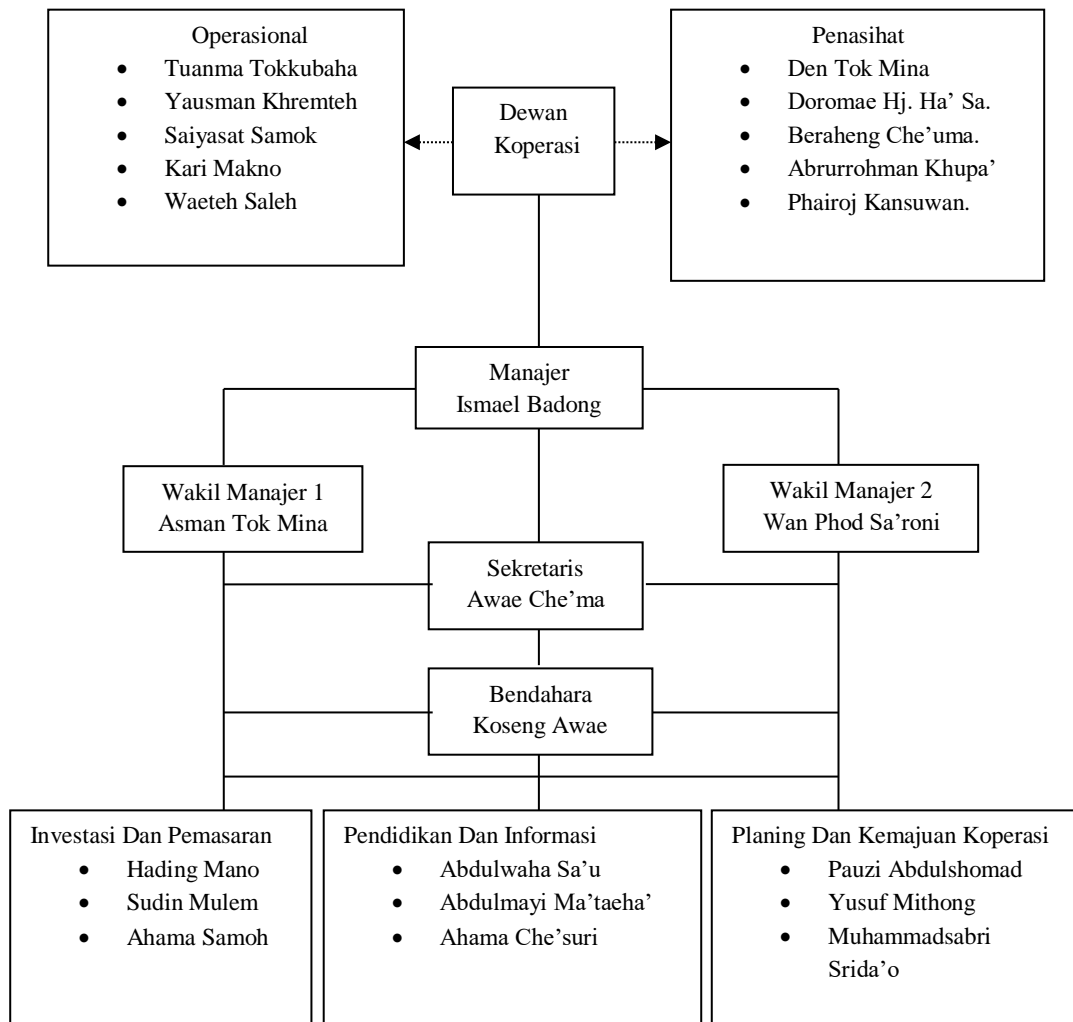 Operasional
• Tuanma Tokkubaha
• Yausman Khremteh
• Saiyasat Samok
• Kari Makno
• Waeteh Saleh
Dewan
Koperasi
Penasihat
• Den Tok Mina
• Doromae Hj. Ha’ Sa.
• Beraheng Che’uma.
• Abrurrohman Khupa’
• Phairoj Kansuwan.
Manajer
Ismael Badong
Wakil Manajer 1
Asman Tok Mina
Wakil Manajer 2
Wan Phod Sa’roni
Sekretaris
Awae Che’ma
Bendahara
Koseng Awae
Investasi Dan Pemasaran
• Hading Mano
• Sudin Mulem
• Ahama Samoh
Pendidikan Dan Informasi
• Abdulwaha Sa’u
• Abdulmayi Ma’taeha’
• Ahama Che’suri
Planing Dan Kemajuan Koperasi
• Pauzi Abdulshomad
• Yusuf Mithong
• Muhammadsabri
Srida’o